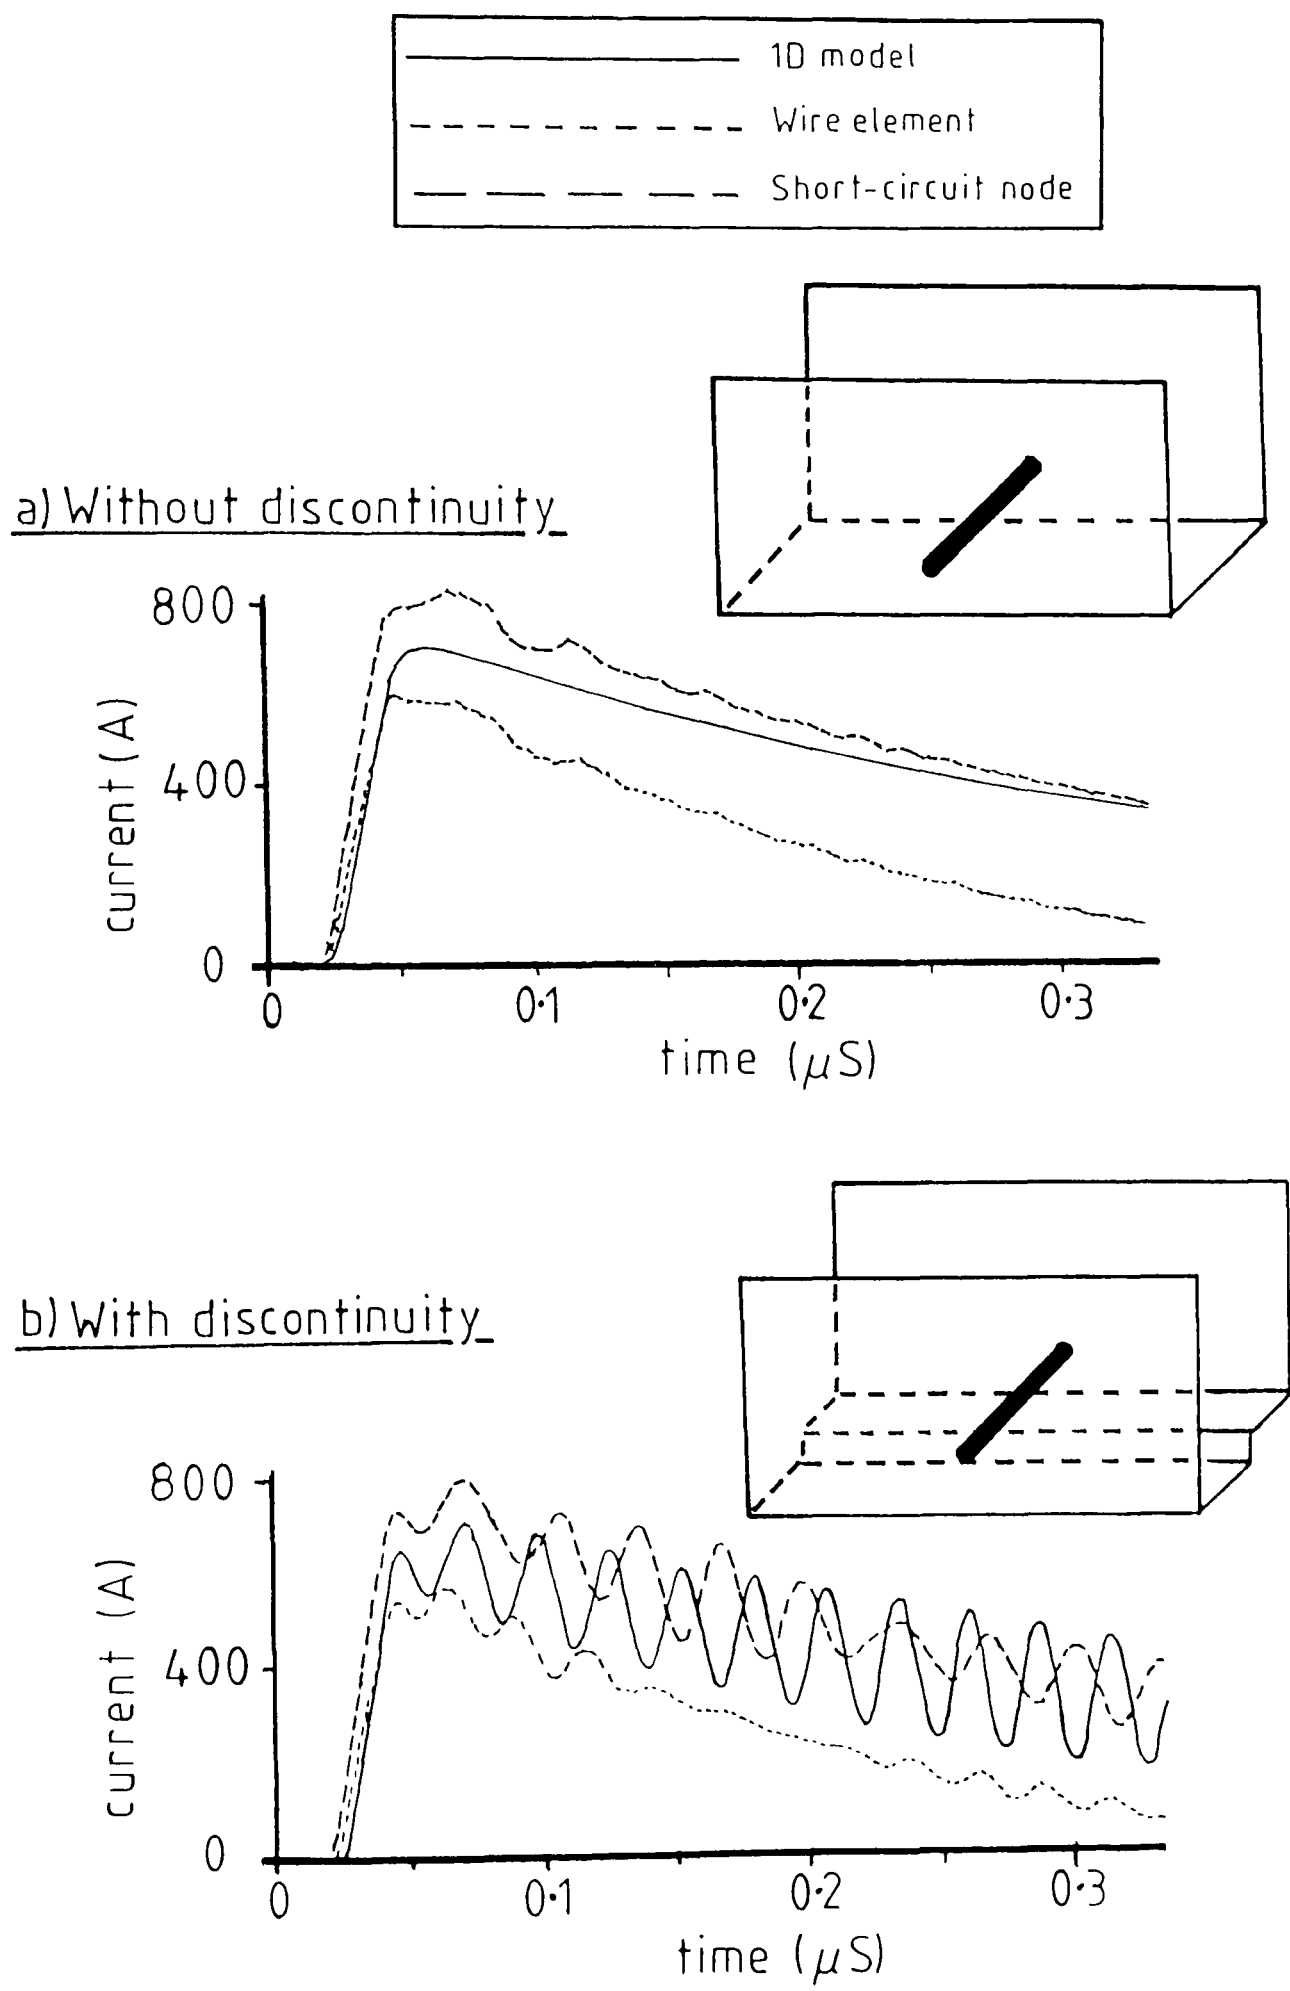 1D model
Wire element
Short-circuit node
a) Without discontinuity
800
400
0
current (A)
0
0·1
0·2
0·3
time (μS)
b) With discontinuity
800
400
0
current (A)
0
0·1
0·2
0·3
time (μS)